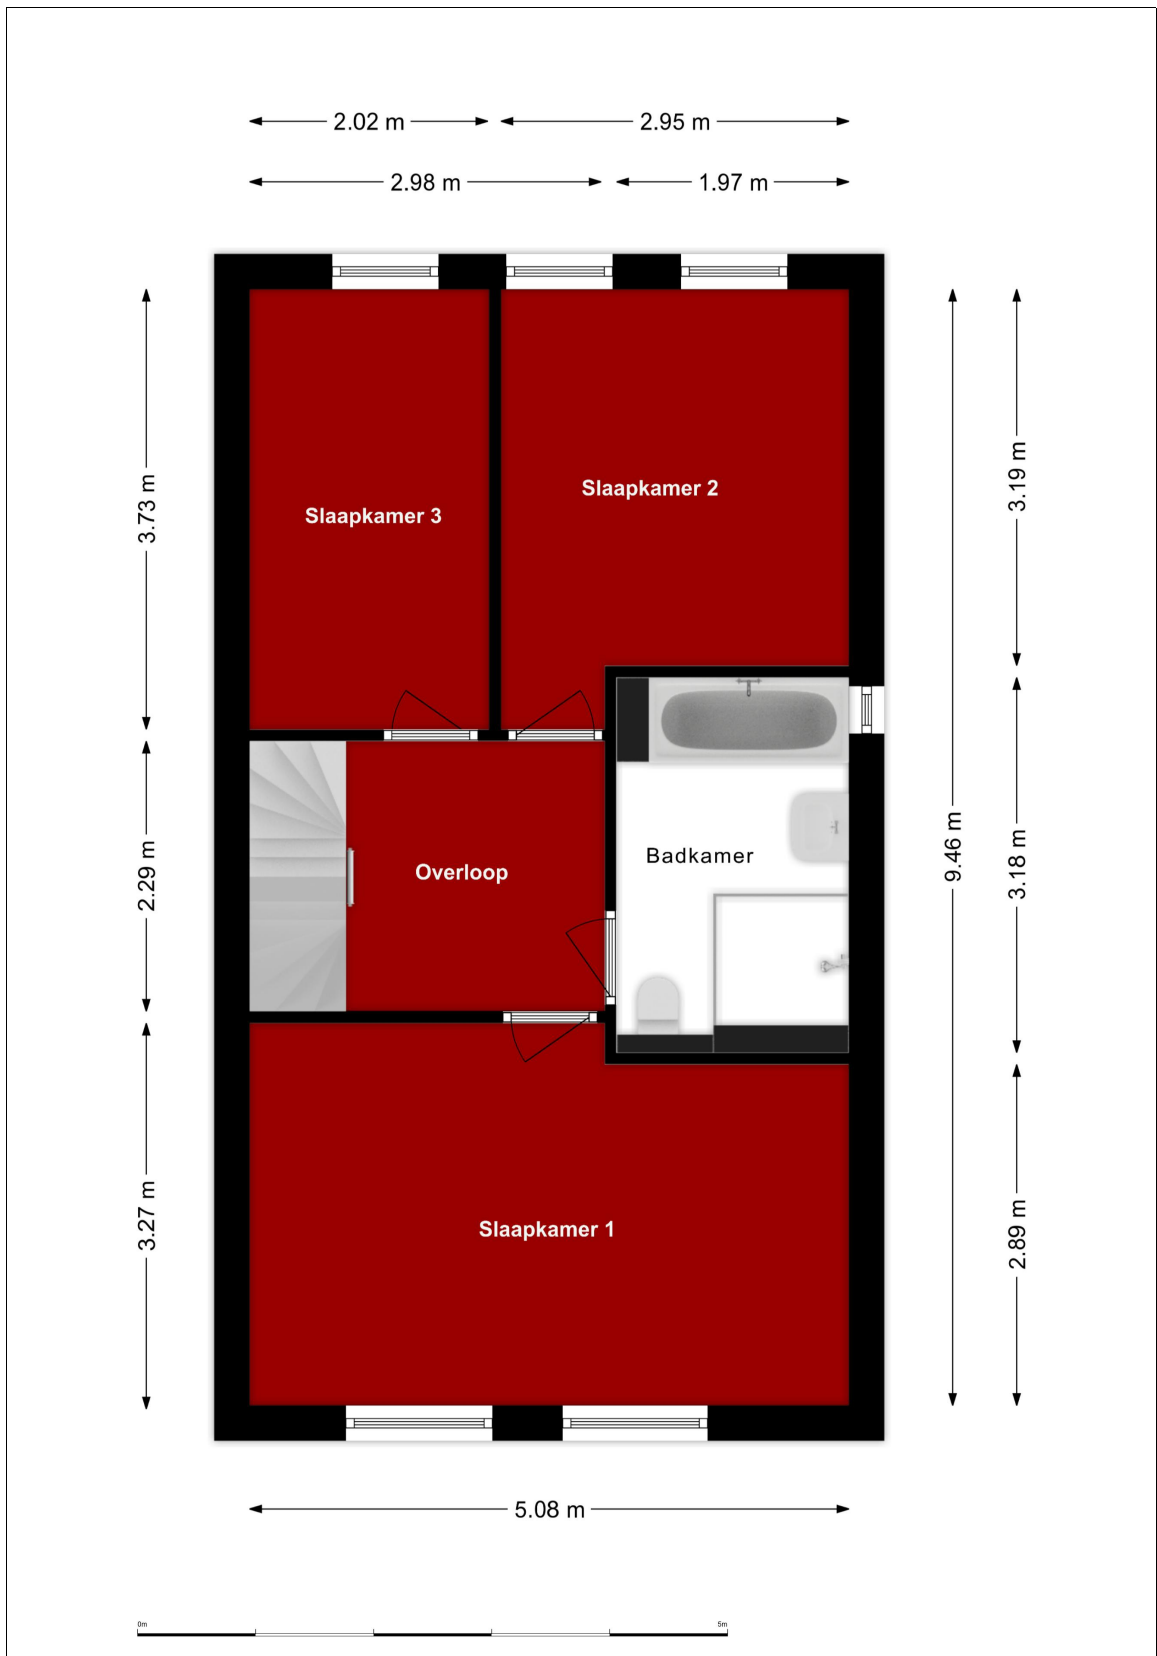 2.02 m
2.95 m
2.98 m
1.97 m
3.73 m
3.19 m
Slaapkamer 2
Slaapkamer 3
2.29 m
9.46 m
3.18 m
Badkamer
Overloop
3.27 m
2.89 m
Slaapkamer 1
5.08 m
0m
5m